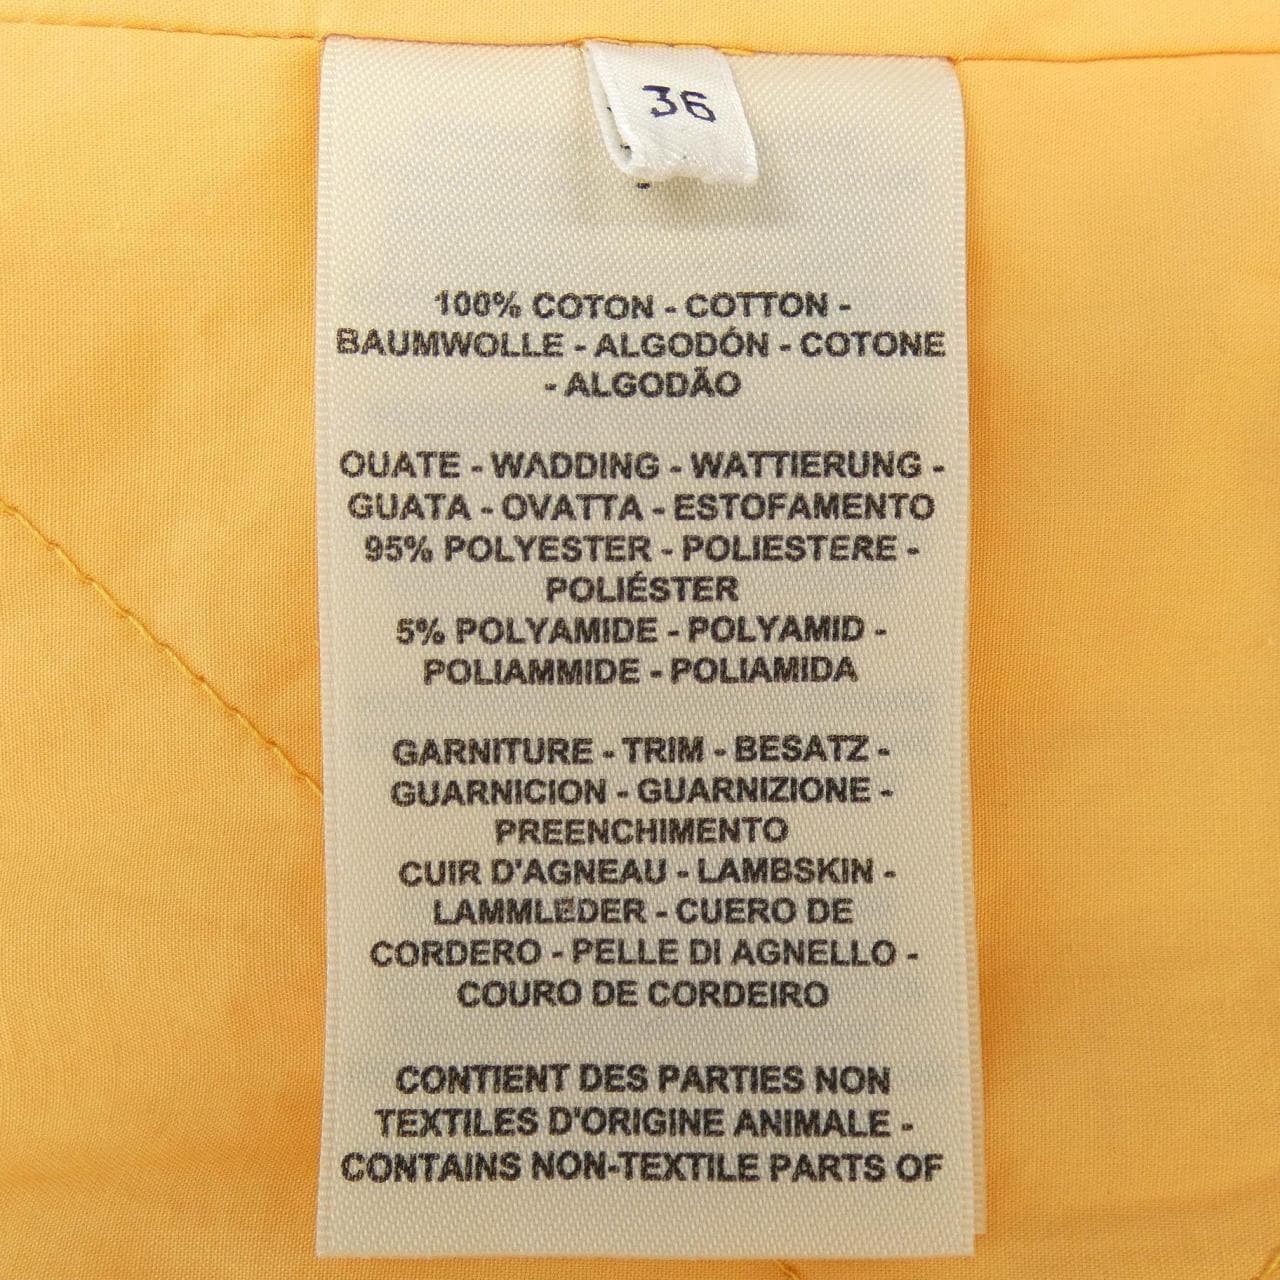 36
100% COTON - COTTON -
BAUMWOLLE - ALGODÓN - COTONE
- ALGODÃO
OUATE - WADDING - WATTIERUNG -
GUATA - OVATTA - ESTOFAMENTO
95% POLYESTER - POLIESTERE -
POLIÉSTER
5% POLYAMIDE - POLYAMID -
POLIAMMIDE - POLIAMIDA
GARNITURE - TRIM - BESATZ -
GUARNICION - GUARNIZIONE -
PREENCHIMENTO
CUIR D'AGNEAU - LAMBSKIN -
LAMMLEDER - CUERO DE
CORDERO - PELLE DI AGNELLO -
COURO DE CORDEIRO
CONTIENT DES PARTIES NON
TEXTILES D'ORIGINE ANIMALE -
CONTAINS NON-TEXTILE PARTS OF